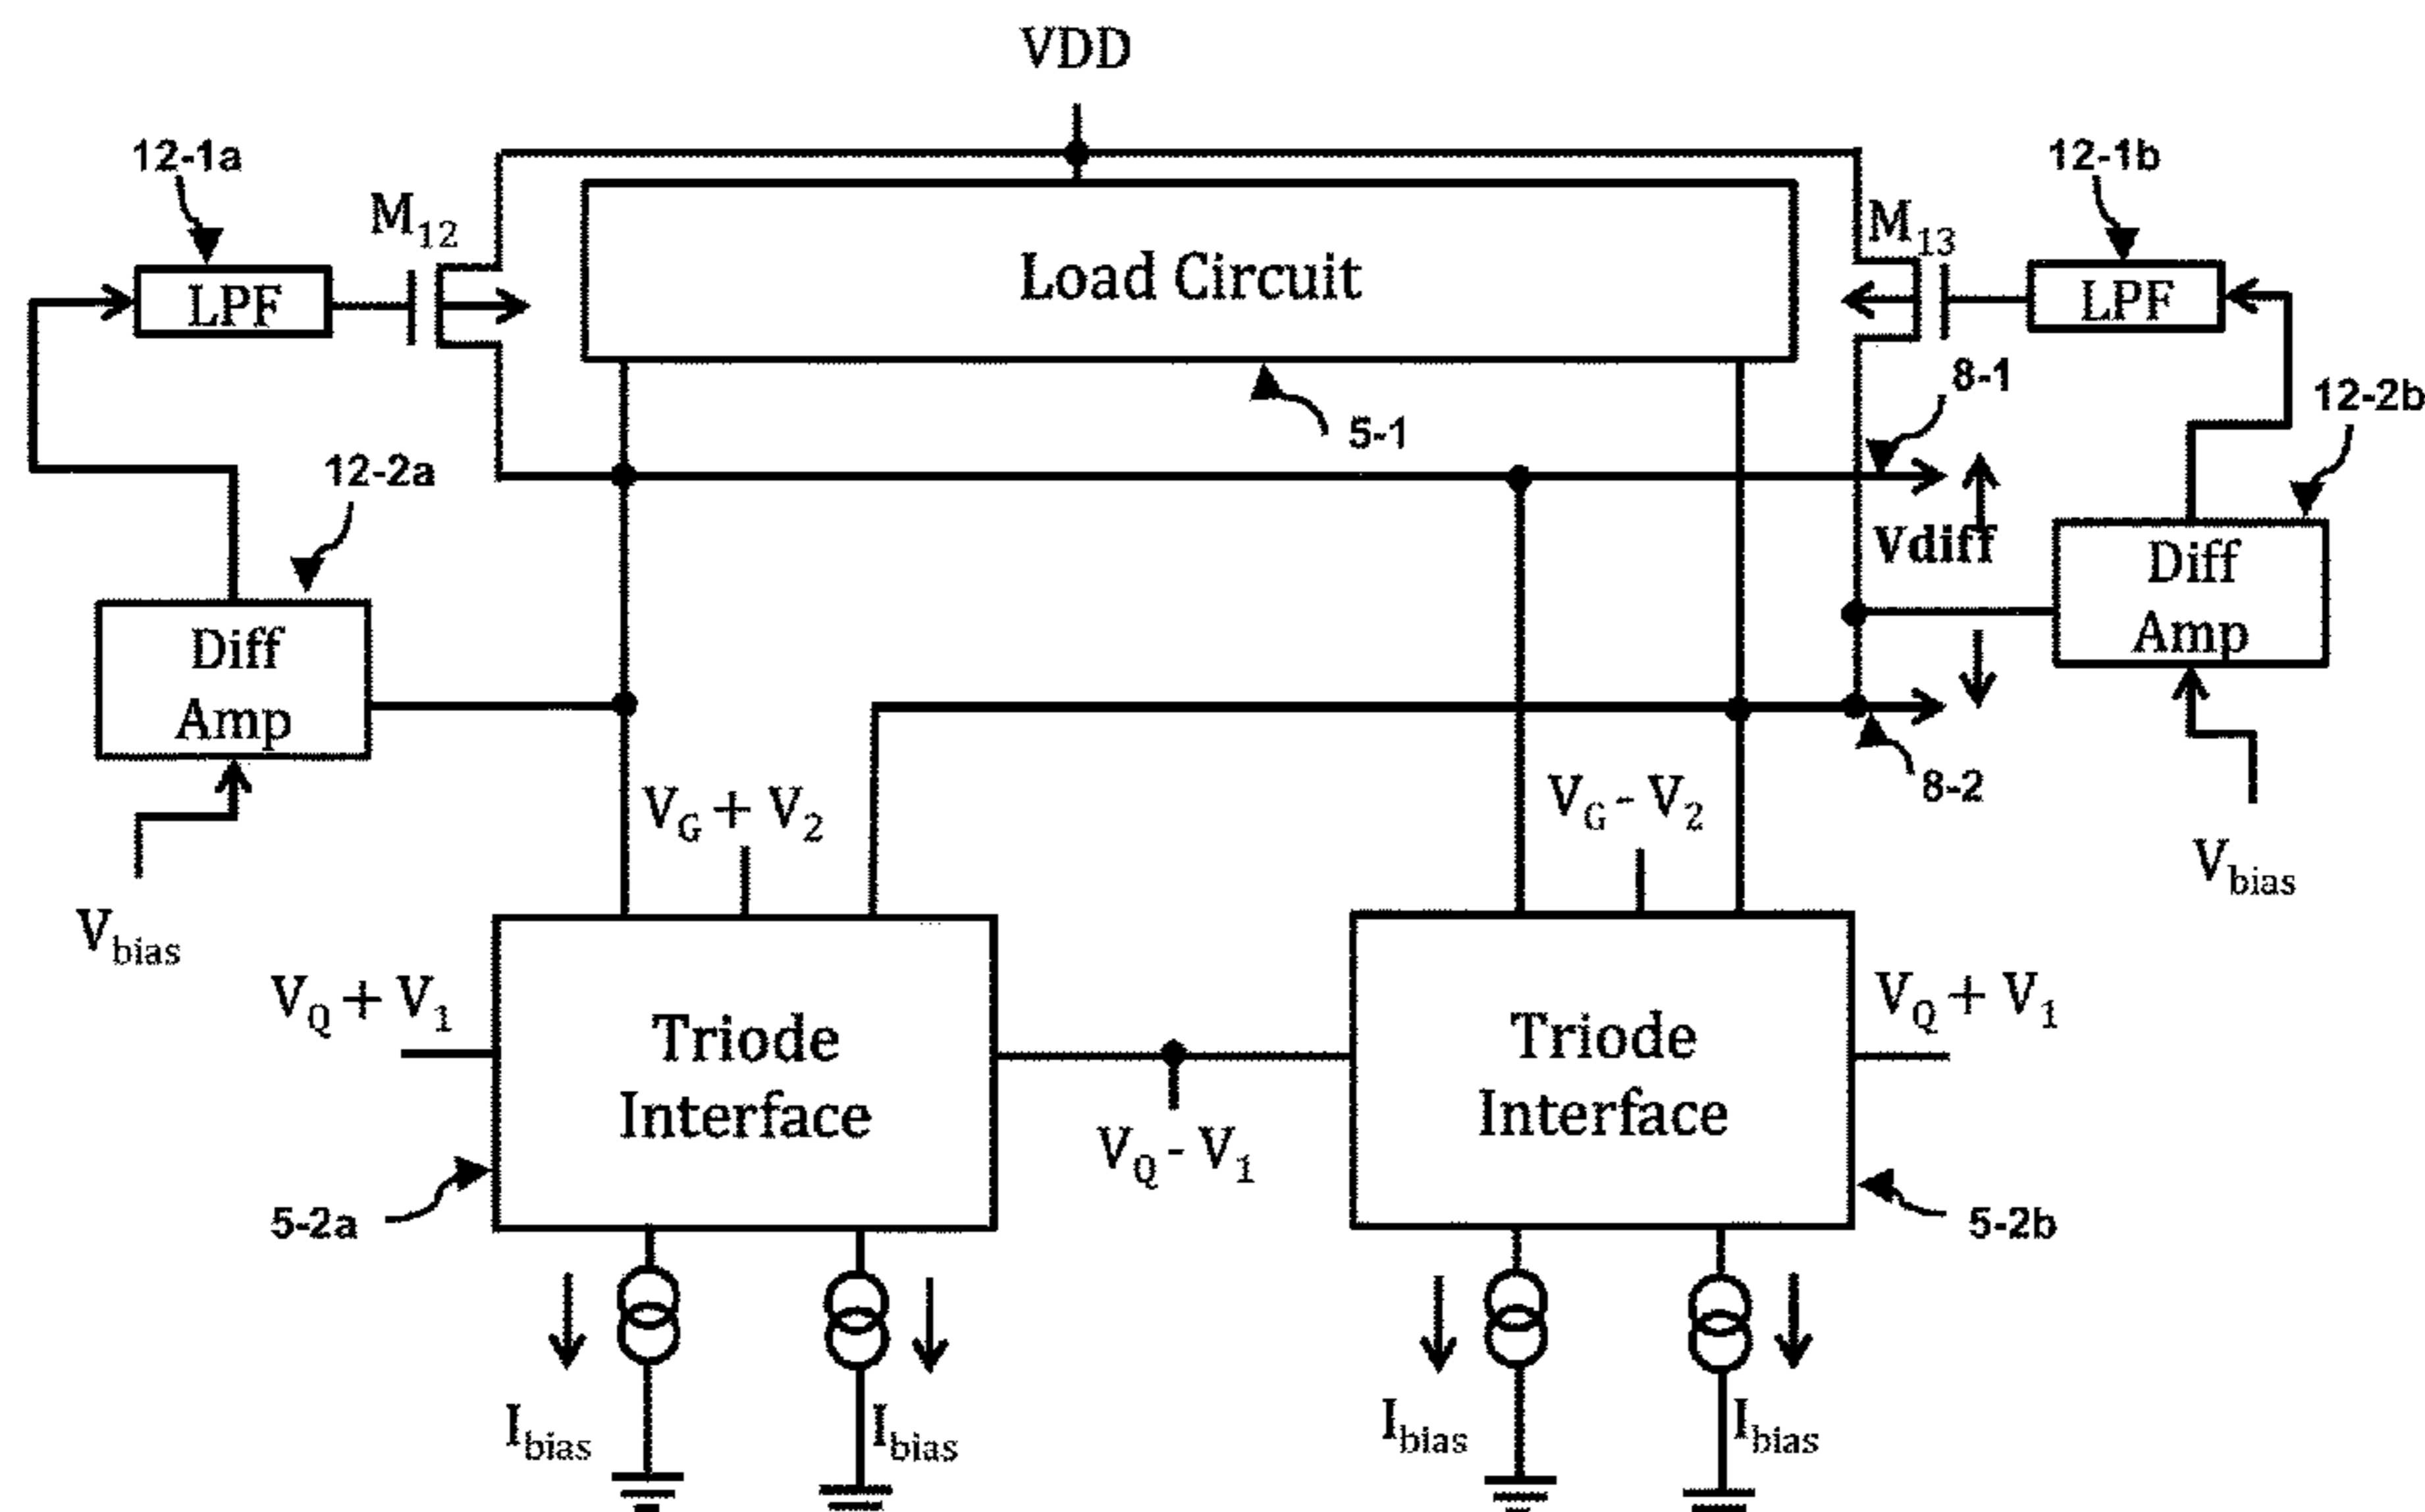 VDD
12-1a
12-1b
M12
M13
Load Circuit
LPF
LPF
8-1
12-2b
5-1
12-2a
Vdiff
Diff
Amp
Diff
Amp
VG + V2
VG - V2
8-2
Vbias
Vbias
VQ + V1
VQ + V1
Triode
Interface
Triode
Interface
VQ - V1
5-2a
5-2b
Ibias
Ibias
Ibias
Ibias